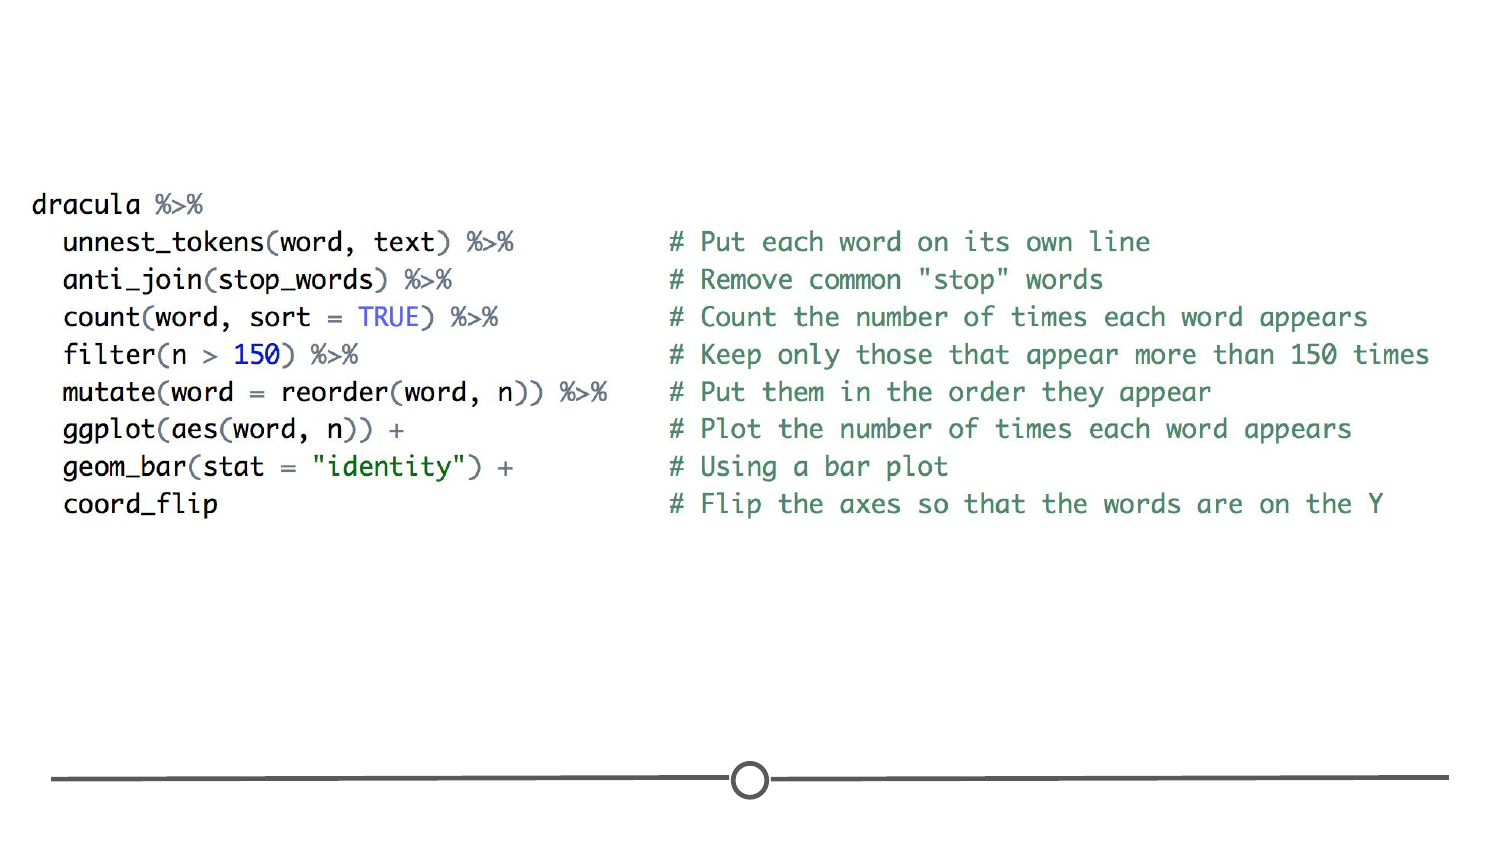 dracula %>%
unnest_tokens(word, text) %>% # Put each word on its own line
anti_join(stop_words) %>% # Remove common "stop" words
count(word, sort = TRUE) %>% # Count the number of times each word appears
filter(n > 150) %>% # Keep only those that appear more than 150 times
mutate(word = reorder(word, n)) %>% # Put them in the order they appear
ggplot(aes(word, n)) + # Plot the number of times each word appears
geom_bar(stat = "identity") + # Using a bar plot
coord_flip # Flip the axes so that the words are on the Y